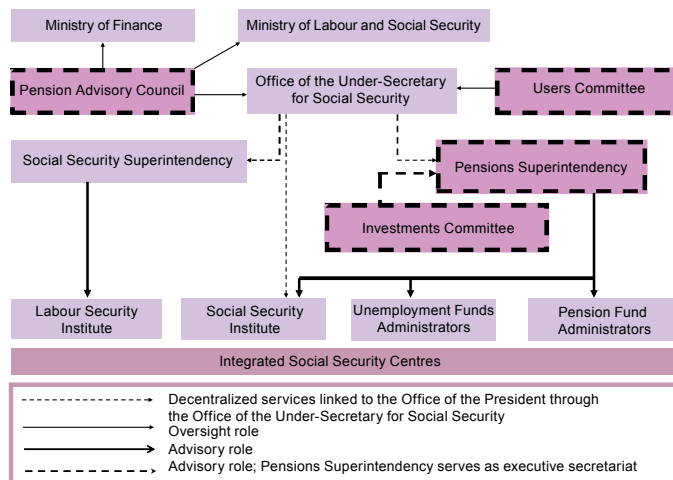 Ministry of Finance
Ministry of Labour and Social Security
Pension Advisory Council
Office of the Under-Secretary
for Social Security
Users Committee
Social Security Superintendency
Pensions Superintendency
Investments Committee
Labour Security
Institute
Social Security
Institute
Unemployment Funds
Administrators
Pension Fund
Administrators
Integrated Social Security Centres
Decentralized services linked to the Office of the President through
the Office of the Under-Secretary for Social Security
Oversight role
Advisory role
Advisory role; Pensions Superintendency serves as executive secretariat